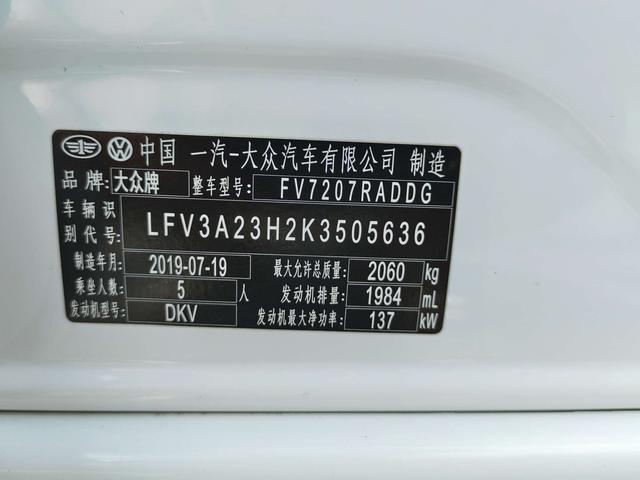 中国 一汽-大众汽车有限公司 制造
品牌: 大众牌 整车型号: FV7207RADDG
车辆识别代号: LFV3A23H2K3505636
制造年月: 2019-07-19 最大允许总质量: 2060 kg
乘坐人数: 5 人 发动机排量: 1984 mL
发动机型号: DKV 发动机最大净功率: 137 kW